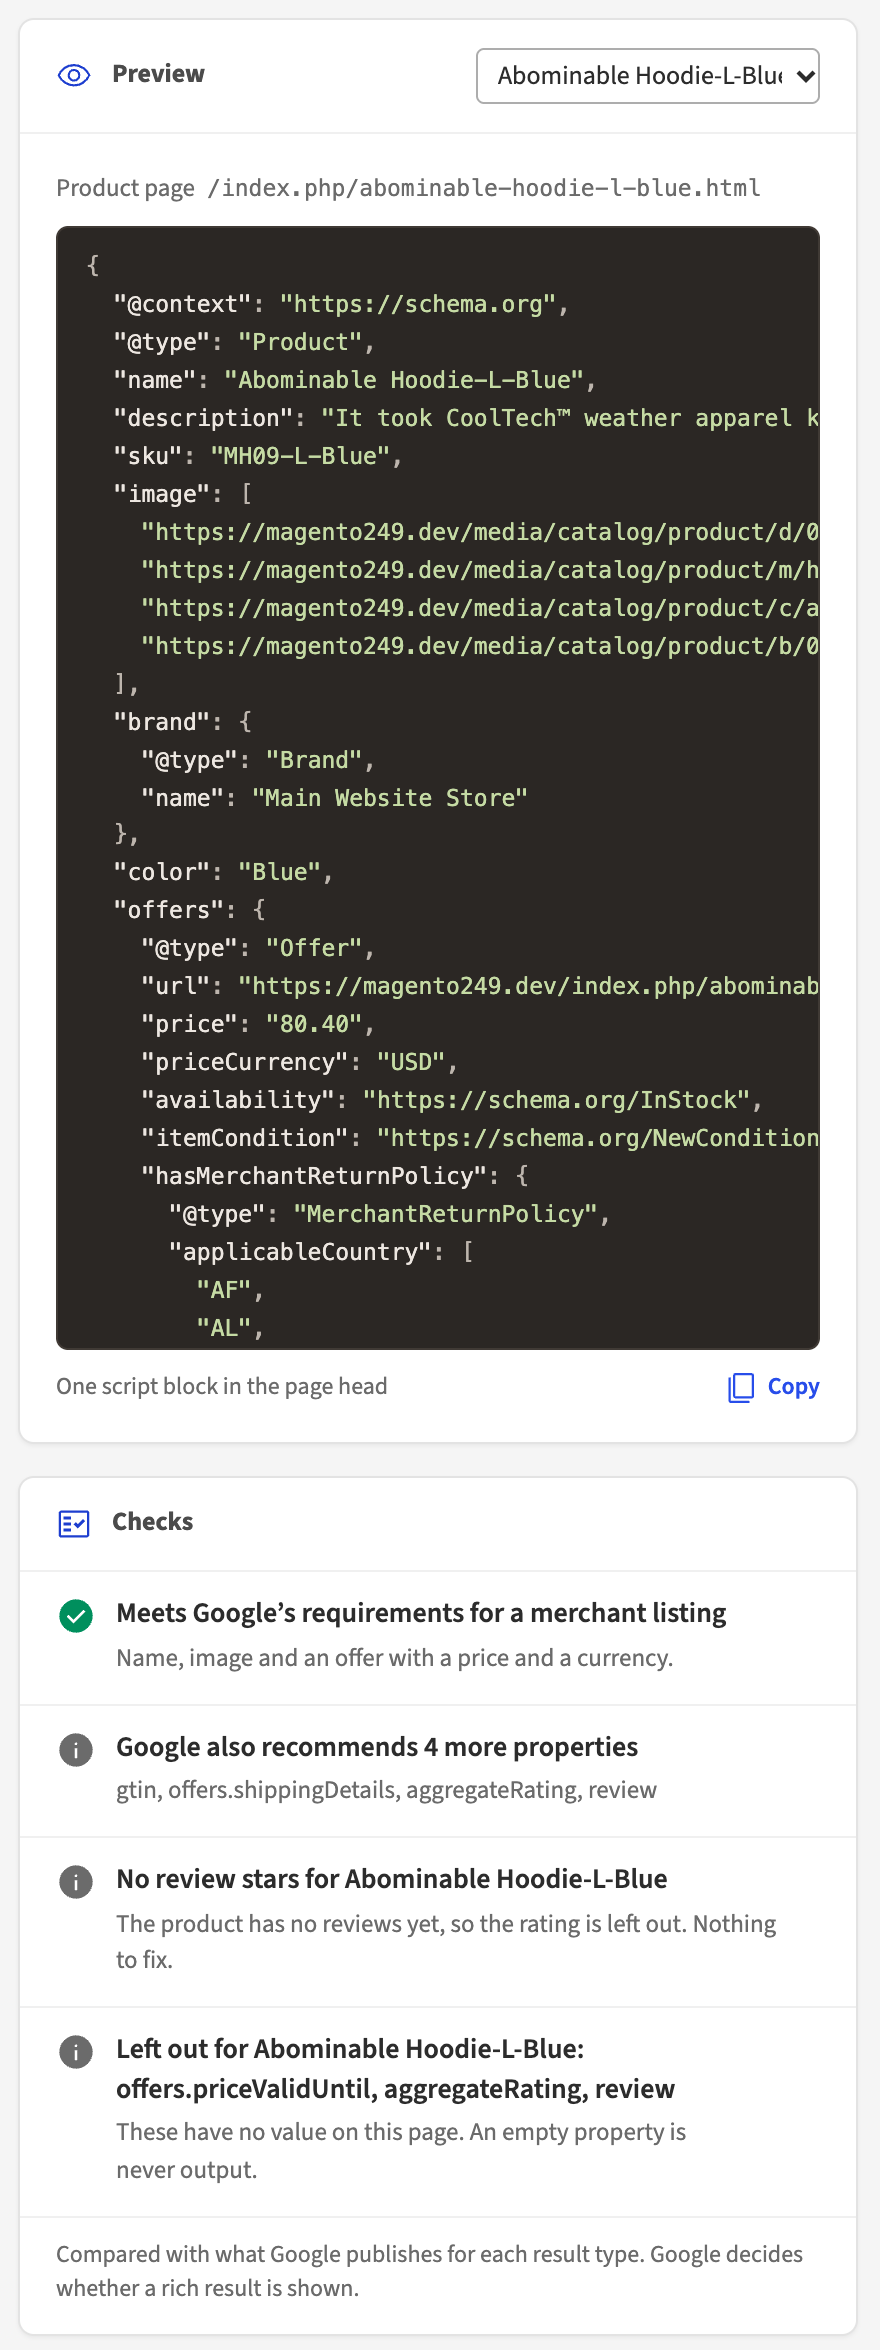 Preview
Abominable Hoodie-L-Blue
Product page /index.php/abominable-hoodie-l-blue.html
{
"@context": "https://schema.org",
"@type": "Product",
"name": "Abominable Hoodie-L-Blue",
"description": "It took CoolTech™ weather apparel k
"sku": "MH09-L-Blue",
"image": [
"https://magento249.dev/media/catalog/product/d/0
"https://magento249.dev/media/catalog/product/m/h
"https://magento249.dev/media/catalog/product/c/a
"https://magento249.dev/media/catalog/product/b/0
],
"brand": {
"@type": "Brand",
"name": "Main Website Store"
},
"color": "Blue",
"offers": {
"@type": "Offer",
"url": "https://magento249.dev/index.php/abominab
"price": "80.40",
"priceCurrency": "USD",
"availability": "https://schema.org/InStock",
"itemCondition": "https://schema.org/NewCondition
"hasMerchantReturnPolicy": {
"@type": "MerchantReturnPolicy",
"applicableCountry": [
"AF",
"AL",
One script block in the page head
Copy
Checks
Meets Google’s requirements for a merchant listing
Name, image and an offer with a price and a currency.
Google also recommends 4 more properties
gtin, offers.shippingDetails, aggregateRating, review
No review stars for Abominable Hoodie-L-Blue
The product has no reviews yet, so the rating is left out. Nothing
to fix.
Left out for Abominable Hoodie-L-Blue:
offers.priceValidUntil, aggregateRating, review
These have no value on this page. An empty property is
never output.
Compared with what Google publishes for each result type. Google decides
whether a rich result is shown.